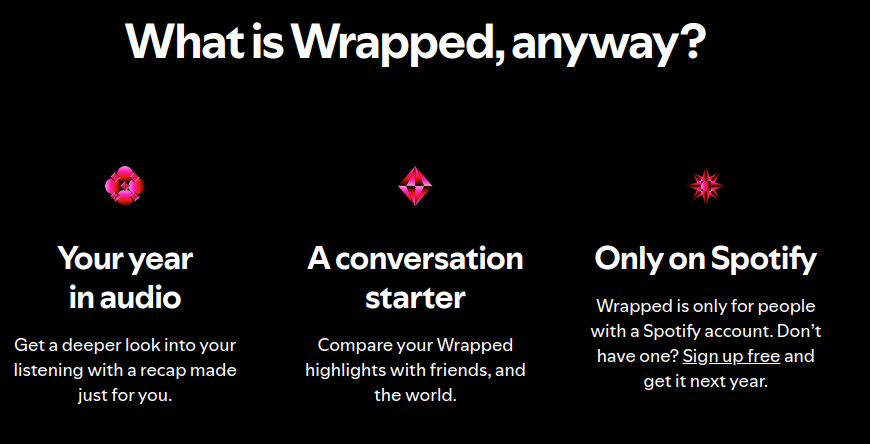 What is Wrapped, anyway?
Your year
in audio
Get a deeper look into your
listening with a recap made
just for you.
A conversation
starter
Compare your Wrapped
highlights with friends, and
the world.
Only on Spotify
Wrapped is only for people
with a Spotify account. Don’t
have one? Sign up free and
get it next year.